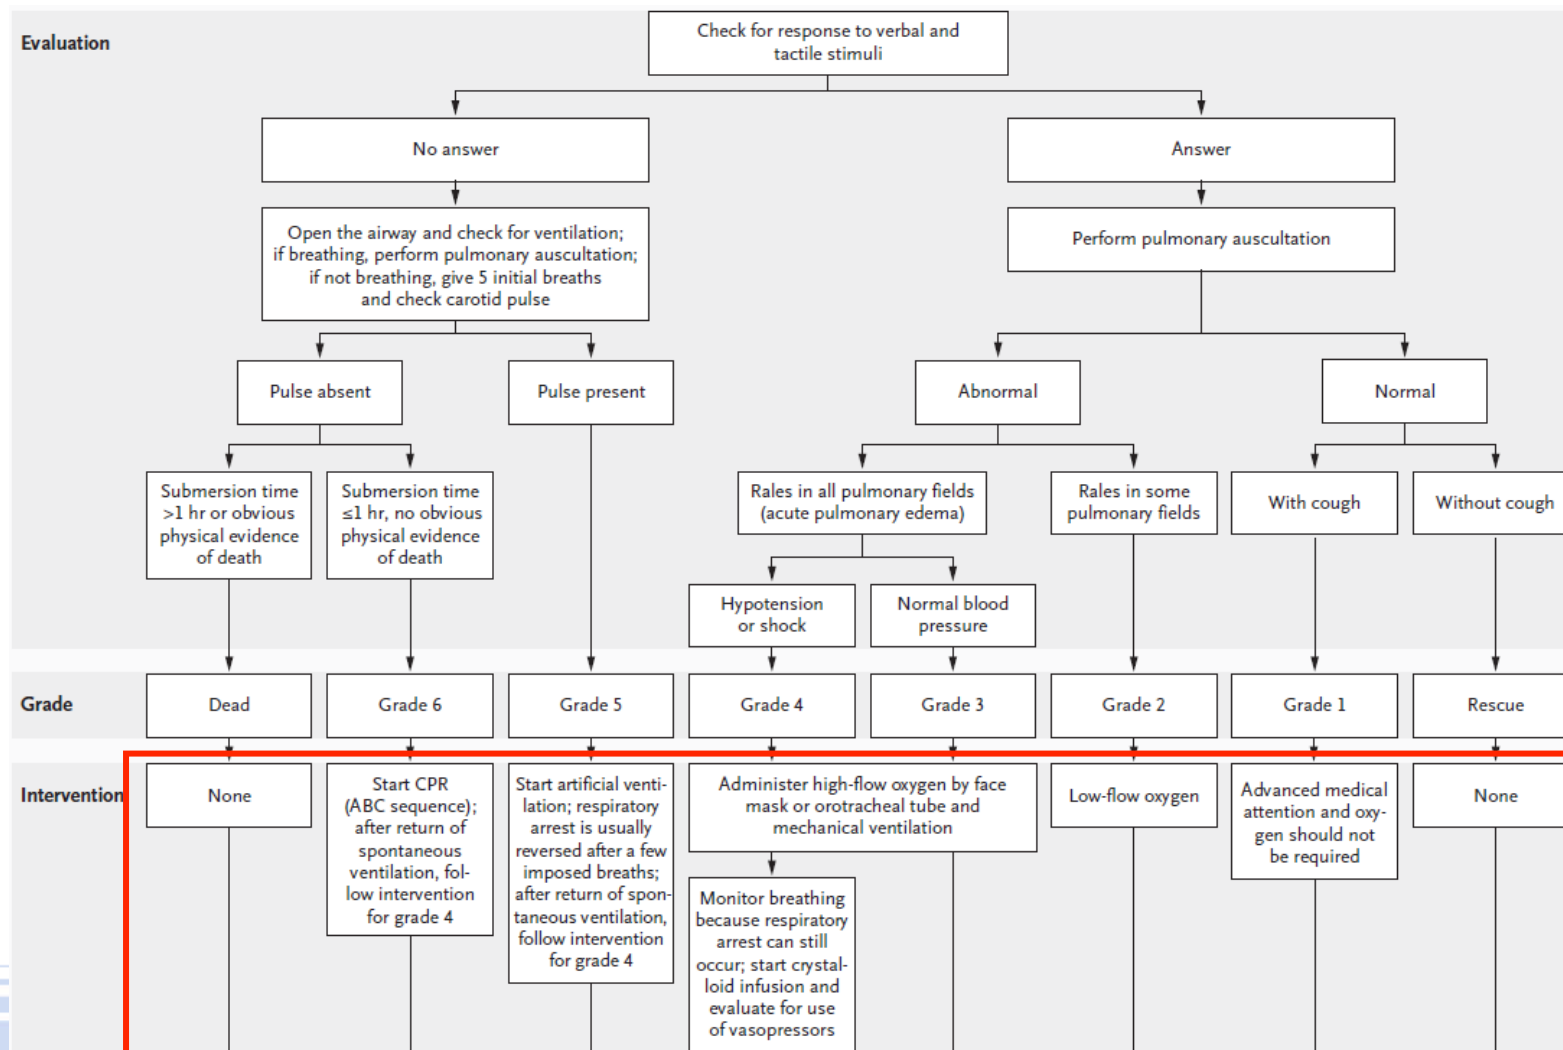 Evaluation
Check for response to verbal and
tactile stimuli
No answer
Answer
Open the airway and check for ventilation;
if breathing, perform pulmonary auscultation;
if not breathing, give 5 initial breaths
and check carotid pulse
Perform pulmonary auscultation
Pulse absent
Pulse present
Abnormal
Normal
Submersion time
>1 hr or obvious
physical evidence
of death
Submersion time
≤1 hr, no obvious
physical evidence
of death
Rales in all pulmonary fields
(acute pulmonary edema)
Rales in some
pulmonary fields
With cough
Without cough
Hypotension
or shock
Normal blood
pressure
Grade
Dead
Grade 6
Grade 5
Grade 4
Grade 3
Grade 2
Grade 1
Rescue
Intervention
None
Start CPR
(ABC sequence);
after return of
spontaneous
ventilation, fol-
low intervention
for grade 4
Start artificial venti-
lation; respiratory
arrest is usually
reversed after a few
imposed breaths;
after return of spon-
taneous ventilation,
follow intervention
for grade 4
Administer high-flow oxygen by face
mask or orotracheal tube and
mechanical ventilation
Low-flow oxygen
Advanced medical
attention and oxy-
gen should not
be required
None
Monitor breathing
because respiratory
arrest can still
occur; start crystal-
loid infusion and
evaluate for use
of vasopressors